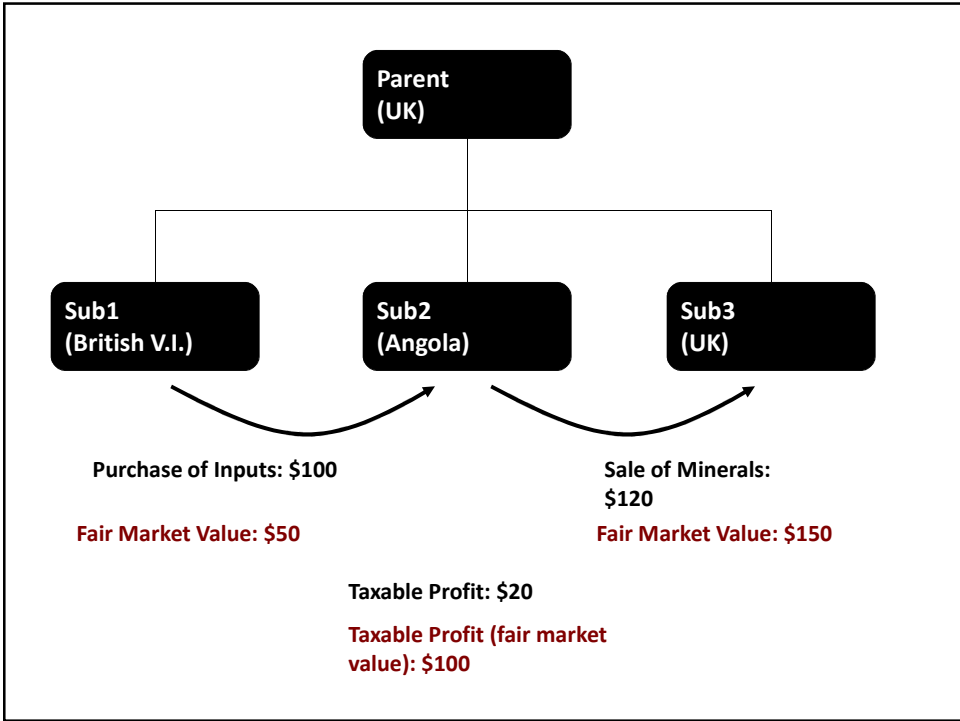 Parent
(UK)
Sub1
(British V.I.)
Sub2
(Angola)
Sub3
(UK)
Purchase of Inputs: $100
Sale of Minerals:
$120
Fair Market Value: $50
Fair Market Value: $150
Taxable Profit: $20
Taxable Profit (fair market
value): $100